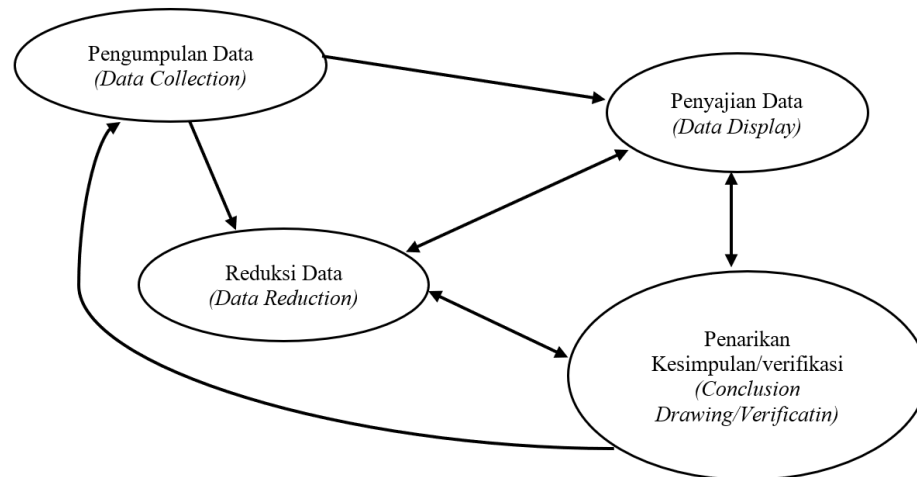 Pengumpulan Data
(Data Collection)
Penyajian Data
(Data Display)
Reduksi Data
(Data Reduction)
Penarikan
Kesimpulan/verifikasi
(Conclusion
Drawing/Verificatin)